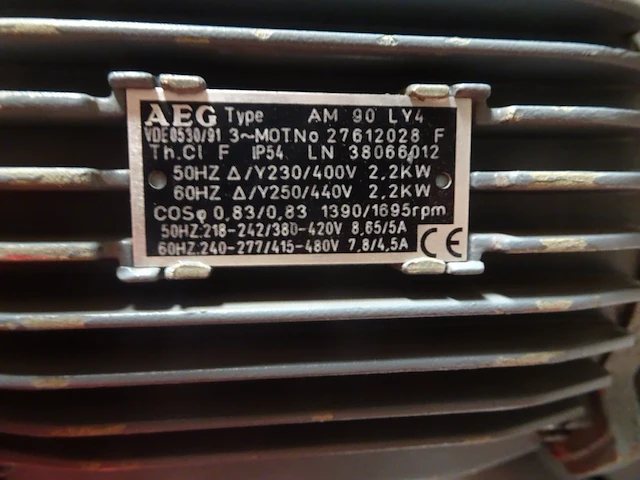 AEG Type AM 90 LY4
VDE0530/91 3~MOTNo 27612028 F
Th.Cl F IP54 LN 38066012
50HZ Δ/Y230/400V 2,2KW
60HZ Δ/Y250/440V 2,2KW
COSφ 0,83/0,83 1390/1695rpm
50HZ:218-242/380-420V 8,65/5A
60HZ:240-277/415-480V 7,8/4,5A
CE